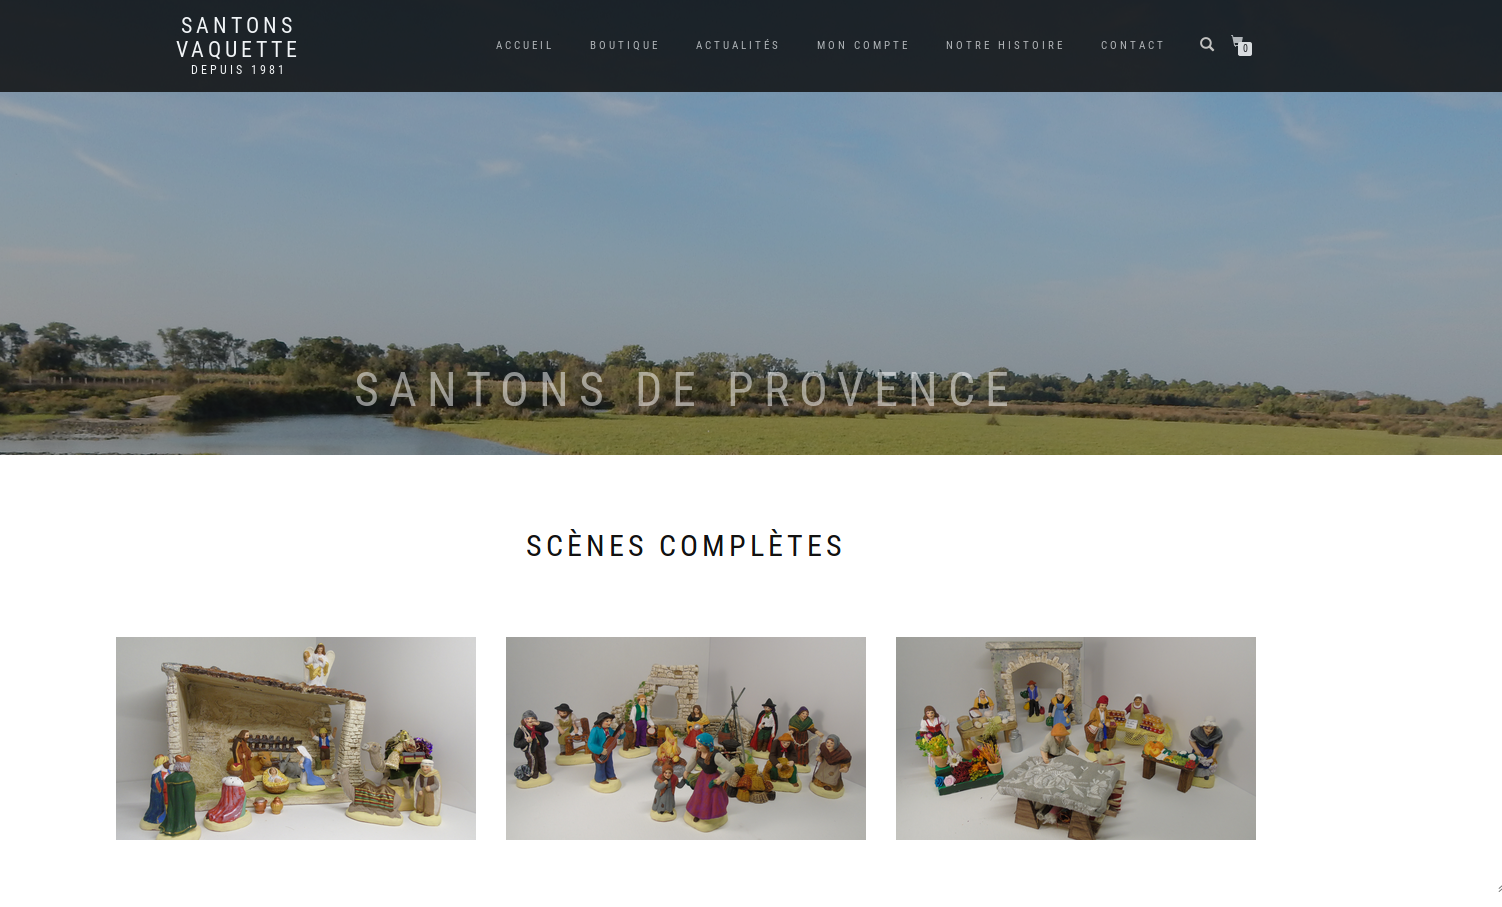 SANTONS
VAQUETTE
DEPUIS 1981
ACCUEIL BOUTIQUE ACTUALITÉS MON COMPTE NOTRE HISTOIRE CONTACT 0
SANTONS DE PROVENCE
SCÈNES COMPLÈTES